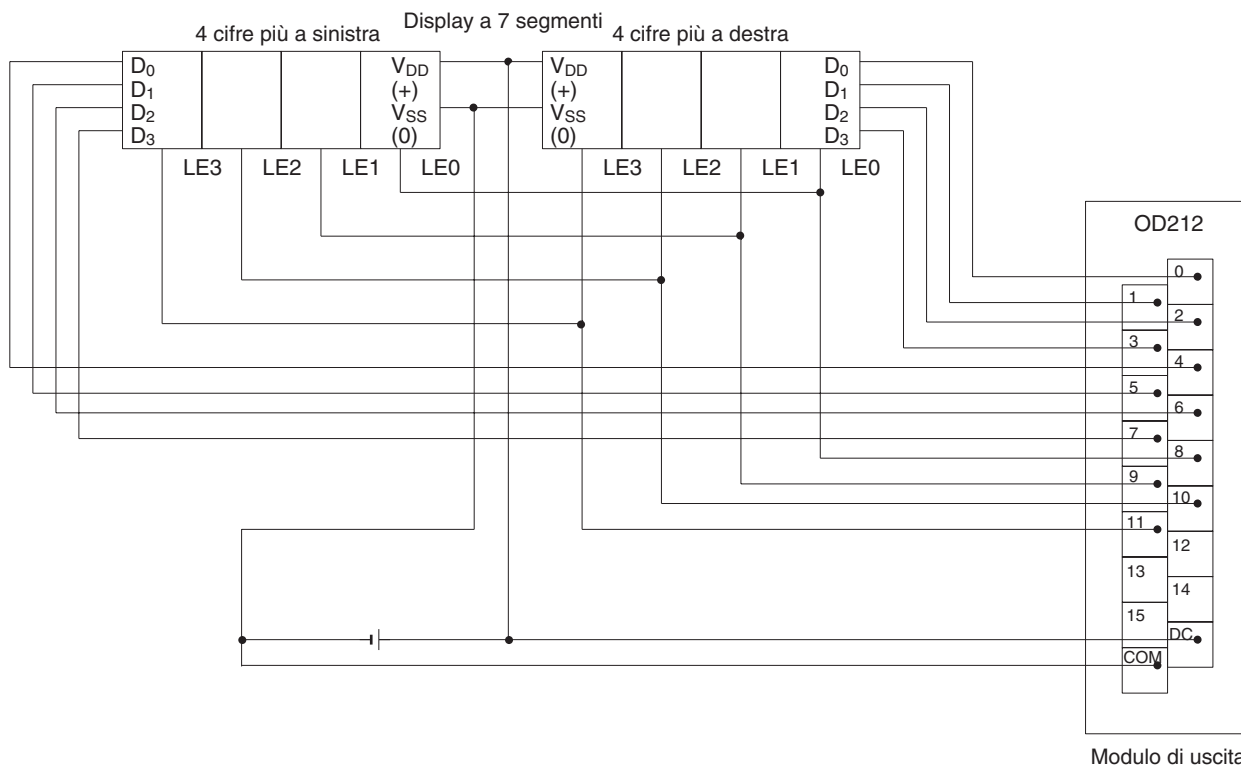 Display a 7 segmenti
4 cifre più a sinistra
4 cifre più a destra
D0
D1
D2
D3
VDD
(+)
VSS
(0)
VDD
(+)
VSS
(0)
D0
D1
D2
D3
LE3
LE2
LE1
LE0
LE3
LE2
LE1
LE0
OD212
0
1
2
3
4
5
6
7
8
9
10
11
12
13
14
15
DC
COM
Modulo di uscita